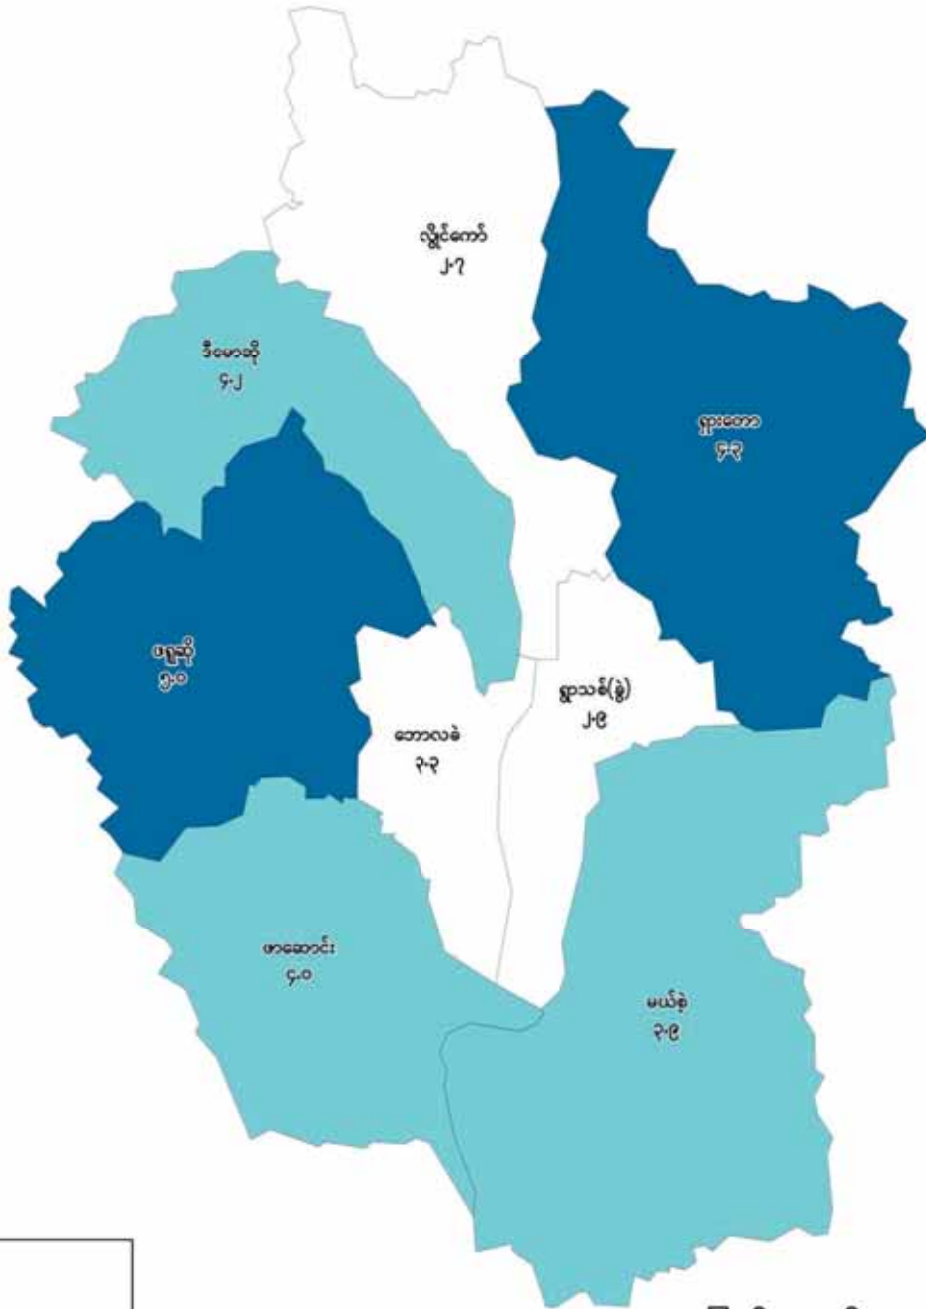 လွိုင်ကော်
၂.၇
ဒီမောဆို
၄.၂
ရှားတော
၄.၃
ဖရူဆို
၅.၀
ရွာသစ်(ခွဲ)
၂.၉
ဘောလခဲ
၃.၃
ဖာဆောင်း
၄.၀
မယ်စဲ့
၃.၉